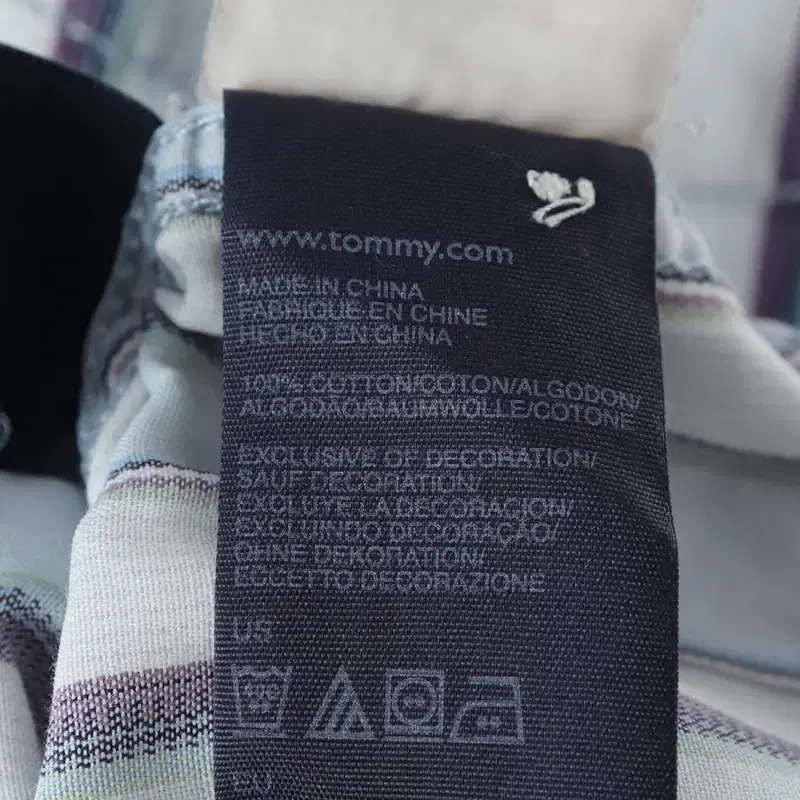 www.tommy.com
MADE IN CHINA
FABRIQUE EN CHINE
HECHO EN CHINA
100% COTTON/COTON/ALGODON/
ALGODÃO/BAUMWOLLE/COTONE
EXCLUSIVE OF DECORATION/
SAUF DECORATION/
EXCLUYE LA DECORACION/
EXCLUINDO DECORAÇÃO/
OHNE DEKORATION/
ECCETTO DECORAZIONE
US
EU